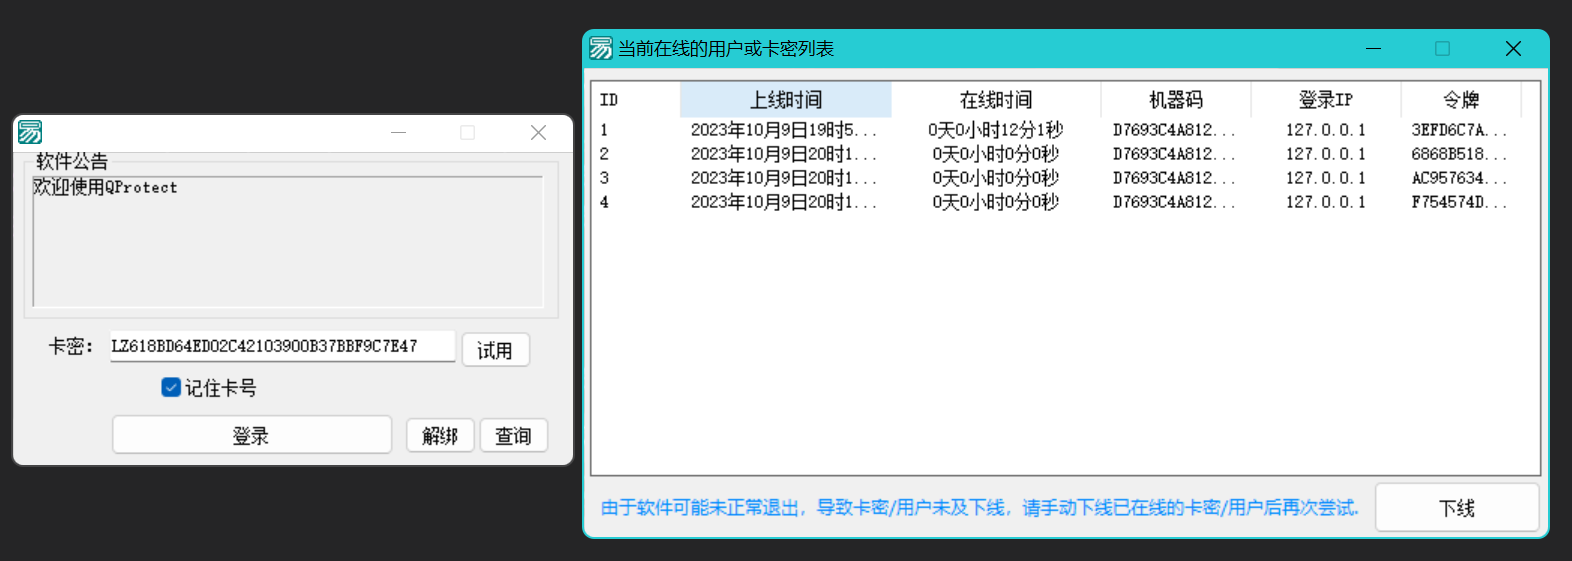 软件公告
欢迎使用QProtect
卡密： LZ618BD64ED02C42103900B37BBF9C7E47 试用
记住卡号
登录 解绑 查询
当前在线的用户或卡密列表
ID 上线时间 在线时间 机器码 登录IP 令牌
1 2023年10月9日19时5... 0天0小时12分1秒 D7693C4A812... 127.0.0.1 3EFD6C7A...
2 2023年10月9日20时1... 0天0小时0分0秒 D7693C4A812... 127.0.0.1 6868B518...
3 2023年10月9日20时1... 0天0小时0分0秒 D7693C4A812... 127.0.0.1 AC957634...
4 2023年10月9日20时1... 0天0小时0分0秒 D7693C4A812... 127.0.0.1 F754574D...
由于软件可能未正常退出，导致卡密/用户未及下线，请手动下线已在线的卡密/用户后再次尝试. 下线